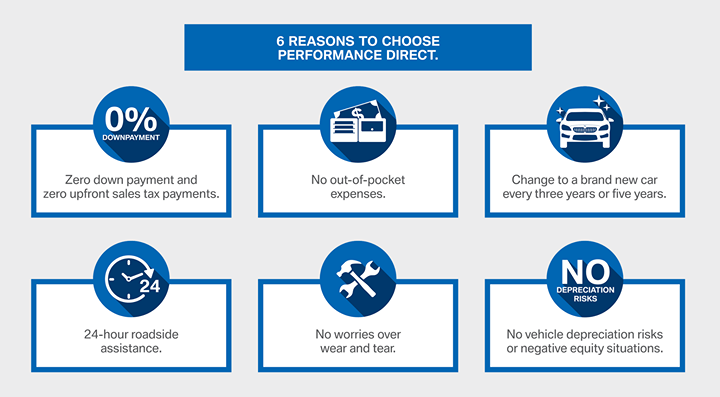 6 REASONS TO CHOOSE
PERFORMANCE DIRECT.
0%
DOWNPAYMENT
Zero down payment and
zero upfront sales tax payments.
$
No out-of-pocket
expenses.
Change to a brand new car
every three years or five years.
24
24-hour roadside
assistance.
No worries over
wear and tear.
NO
DEPRECIATION
RISKS
No vehicle depreciation risks
or negative equity situations.